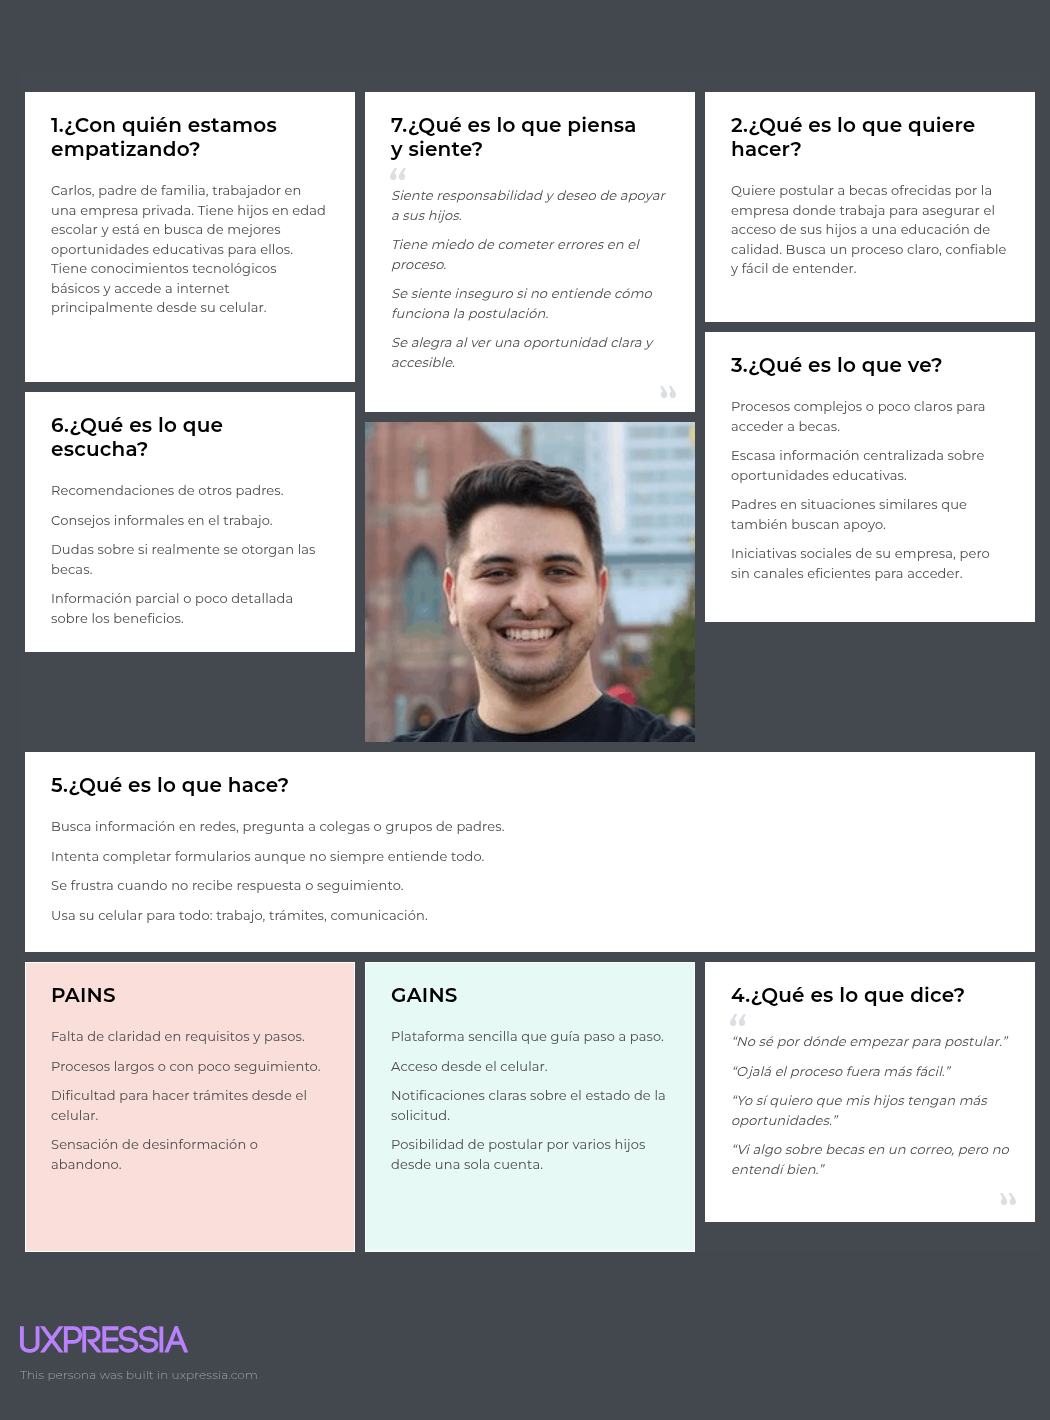 1.¿Con quién estamos
empatizando?
Carlos, padre de familia, trabajador en
una empresa privada. Tiene hijos en edad
escolar y está en busca de mejores
oportunidades educativas para ellos.
Tiene conocimientos tecnológicos
básicos y accede a internet
principalmente desde su celular.
7.¿Qué es lo que piensa
y siente?
“
Siente responsabilidad y deseo de apoyar
a sus hijos.
Tiene miedo de cometer errores en el
proceso.
Se siente inseguro si no entiende cómo
funciona la postulación.
Se alegra al ver una oportunidad clara y
accesible.
”
2.¿Qué es lo que quiere
hacer?
Quiere postular a becas ofrecidas por la
empresa donde trabaja para asegurar el
acceso de sus hijos a una educación de
calidad. Busca un proceso claro, confiable
y fácil de entender.
3.¿Qué es lo que ve?
Procesos complejos o poco claros para
acceder a becas.
Escasa información centralizada sobre
oportunidades educativas.
Padres en situaciones similares que
también buscan apoyo.
Iniciativas sociales de su empresa, pero
sin canales eficientes para acceder.
6.¿Qué es lo que
escucha?
Recomendaciones de otros padres.
Consejos informales en el trabajo.
Dudas sobre si realmente se otorgan las
becas.
Información parcial o poco detallada
sobre los beneficios.
5.¿Qué es lo que hace?
Busca información en redes, pregunta a colegas o grupos de padres.
Intenta completar formularios aunque no siempre entiende todo.
Se frustra cuando no recibe respuesta o seguimiento.
Usa su celular para todo: trabajo, trámites, comunicación.
PAINS
Falta de claridad en requisitos y pasos.
Procesos largos o con poco seguimiento.
Dificultad para hacer trámites desde el
celular.
Sensación de desinformación o
abandono.
GAINS
Plataforma sencilla que guía paso a paso.
Acceso desde el celular.
Notificaciones claras sobre el estado de la
solicitud.
Posibilidad de postular por varios hijos
desde una sola cuenta.
4.¿Qué es lo que dice?
“
“No sé por dónde empezar para postular.”
“Ojalá el proceso fuera más fácil.”
“Yo sí quiero que mis hijos tengan más
oportunidades.”
“Vi algo sobre becas en un correo, pero no
entendí bien.”
”
UXPRESSIA
This persona was built in uxpressia.com